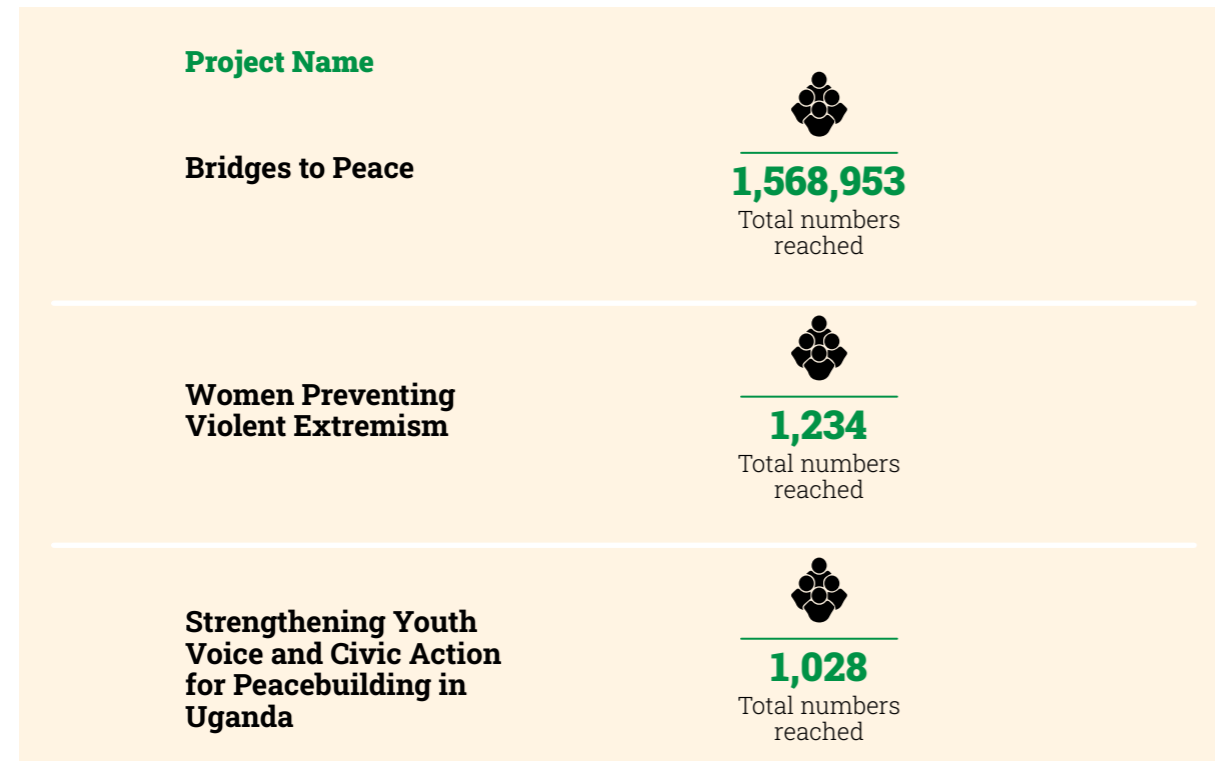 Project Name
Bridges to Peace
1,568,953
Total numbers
reached
Women Preventing
Violent Extremism
1,234
Total numbers
reached
Strengthening Youth
Voice and Civic Action
for Peacebuilding in
Uganda
1,028
Total numbers
reached